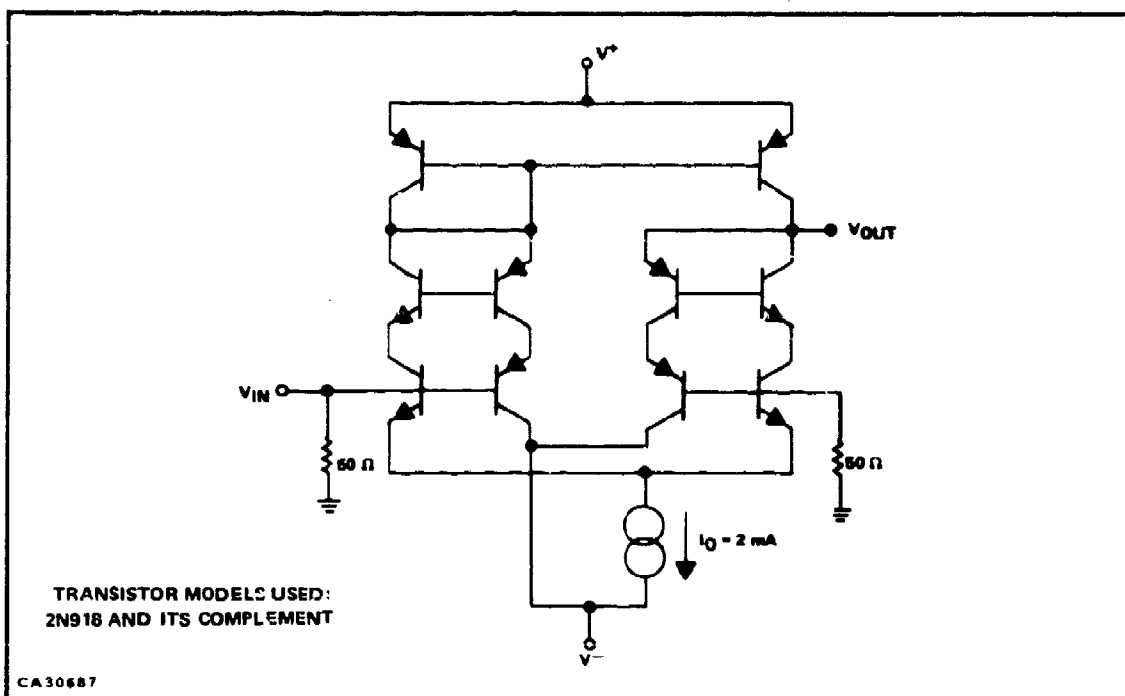 V+
VOUT
VIN
50 Ω
50 Ω
IO = 2 mA
TRANSISTOR MODELS USED:
2N918 AND ITS COMPLEMENT
V−
CA30687